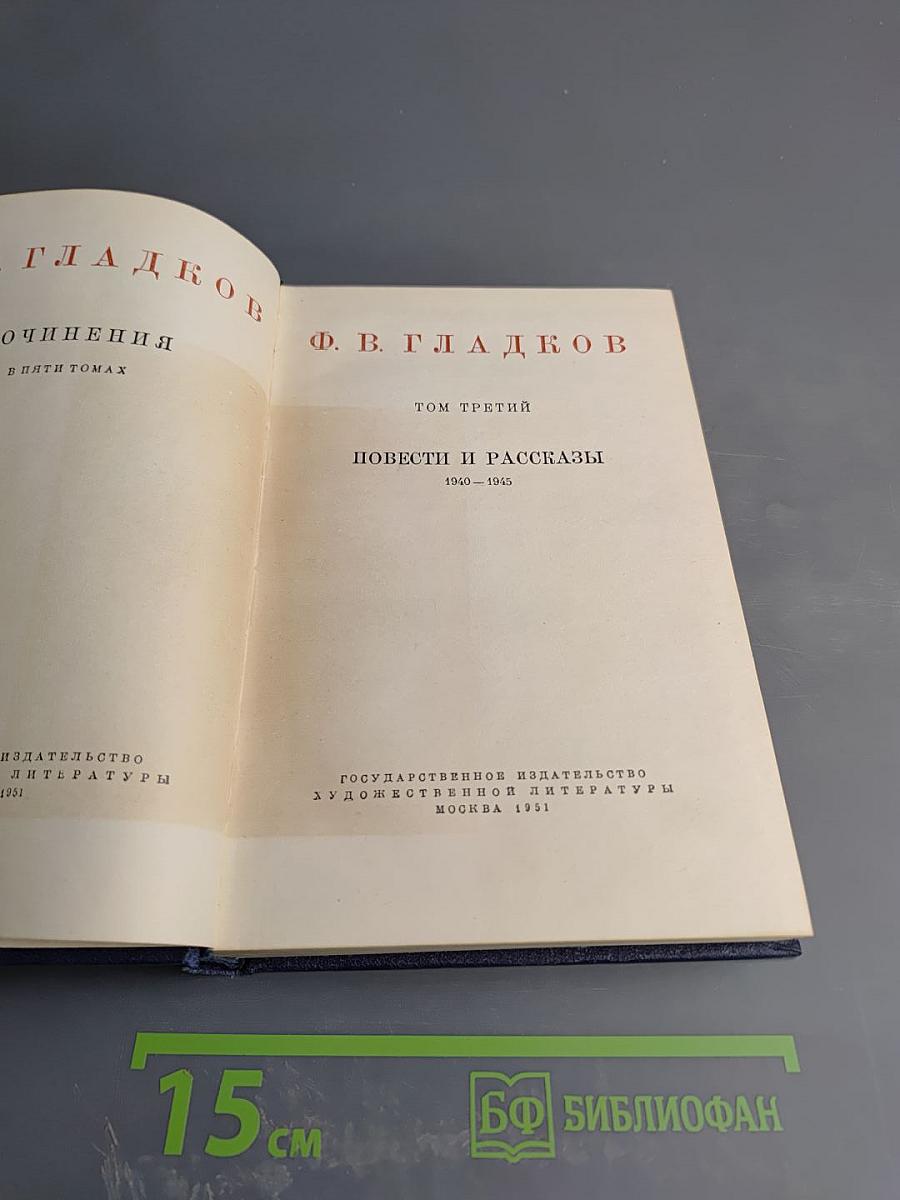 . ГЛАДКОВ
ОЧИНЕНИЯ
В ПЯТИ ТОМАХ
ИЗДАТЕЛЬСТВО
ЛИТЕРАТУРЫ
1951
Ф. В. ГЛАДКОВ
ТОМ ТРЕТИЙ
ПОВЕСТИ И РАССКАЗЫ
1940 — 1945
ГОСУДАРСТВЕННОЕ ИЗДАТЕЛЬСТВО
ХУДОЖЕСТВЕННОЙ ЛИТЕРАТУРЫ
МОСКВА 1951
15 см
БФ БИБЛИОФАН